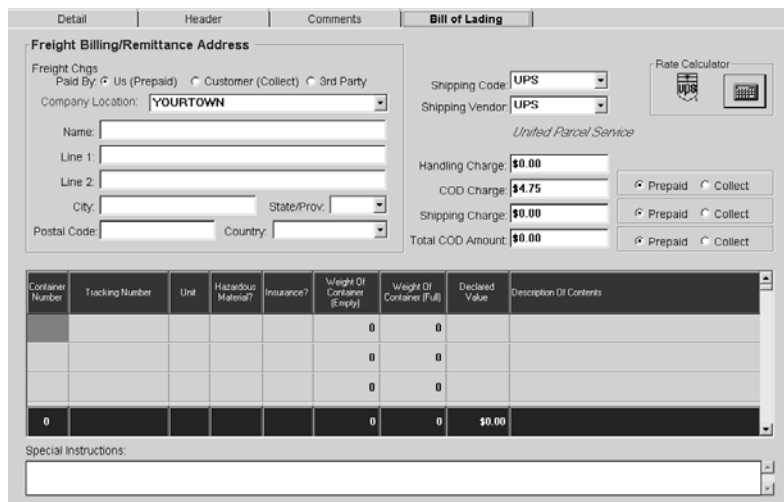 Detail Header Comments Bill of Lading
Freight Billing/Remittance Address
Freight Chgs
Paid By: Us (Prepaid) Customer (Collect) 3rd Party
Company Location: YOURTOWN
Name:
Line 1:
Line 2:
City: State/Prov:
Postal Code: Country:
Shipping Code: UPS
Shipping Vendor: UPS
United Parcel Service
Rate Calculator
ups
Handling Charge: $0.00
COD Charge: $4.75 Prepaid Collect
Shipping Charge: $0.00 Prepaid Collect
Total COD Amount: $0.00 Prepaid Collect
Container Number Tracking Number Unit Hazardous Material? Insurance? Weight Of Container (Empty) Weight Of Container (Full) Declared Value Description Of Contents
0 0
0 0
0 0
0 0 0 $0.00
Special Instructions: